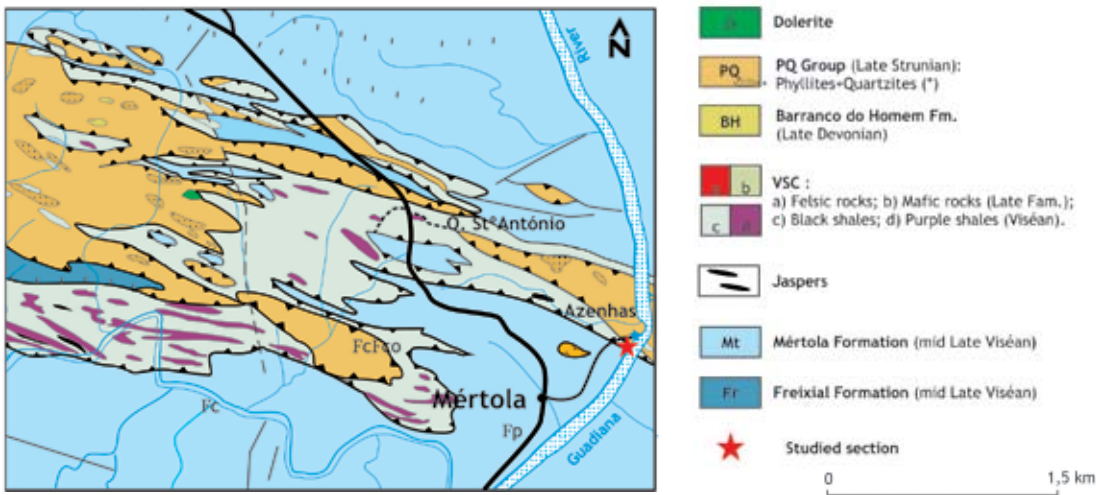 River
N
Q. StºAntónio
Azenhas
FcFco
Mértola
Fc
Fp
Guadiana
Dolerite
PQ
PQ Group (Late Strunian):
Phyllites+Quartzites (*)
BH
Barranco do Homem Fm.
(Late Devonian)
a b
VSC :
a) Felsic rocks; b) Mafic rocks (Late Fam.);
c d
c) Black shales; d) Purple shales (Viséan).
Jaspers
Mt
Mértola Formation (mid Late Viséan)
Fr
Freixial Formation (mid Late Viséan)
Studied section
0 1,5 km